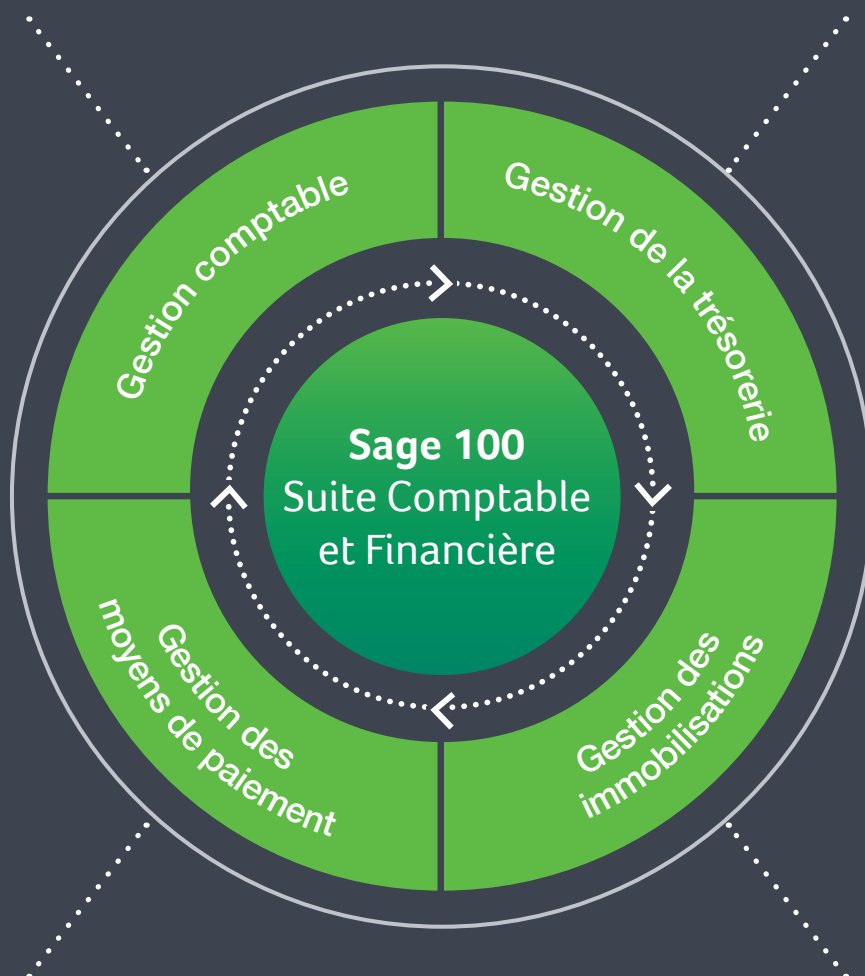 Gestion comptable
Gestion de la trésorerie
Sage 100
Suite Comptable
et Financière
Gestion des
moyens de paiement
Gestion des
immobilisations